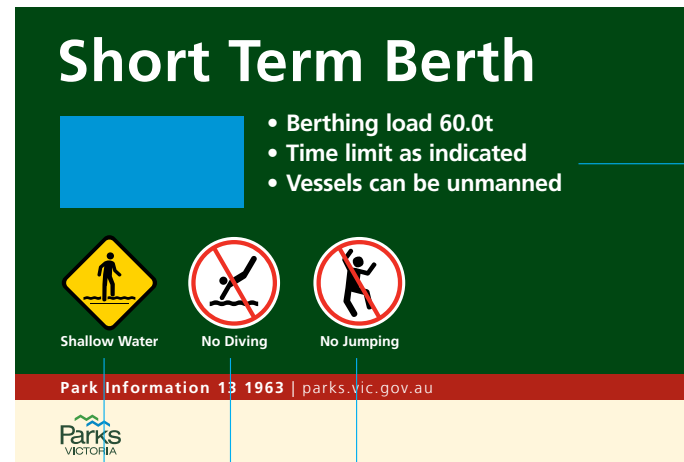 Short Term Berth
• Berthing load 60.0t
• Time limit as indicated
• Vessels can be unmanned
Shallow Water No Diving No Jumping
Park Information 13 1963 | parks.vic.gov.au
Parks
VICTORIA